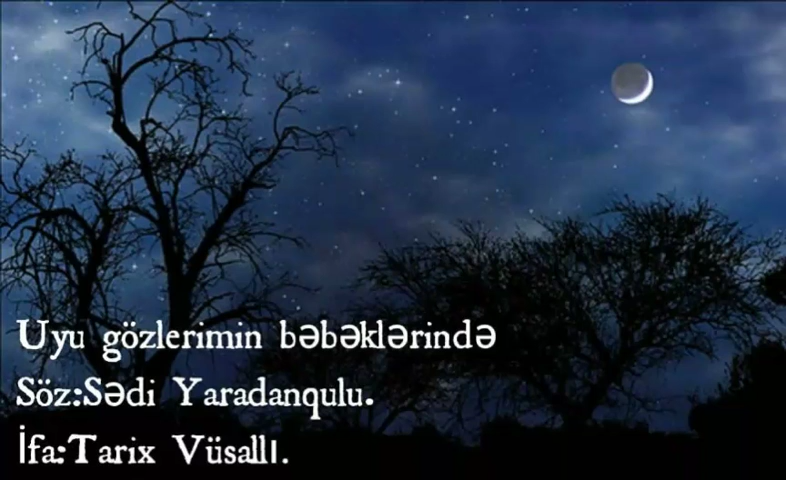 Uyu gözlerimin bəbəklərində
Söz:Sədi Yaradanqulu.
İfa:Tarix Vüsallı.